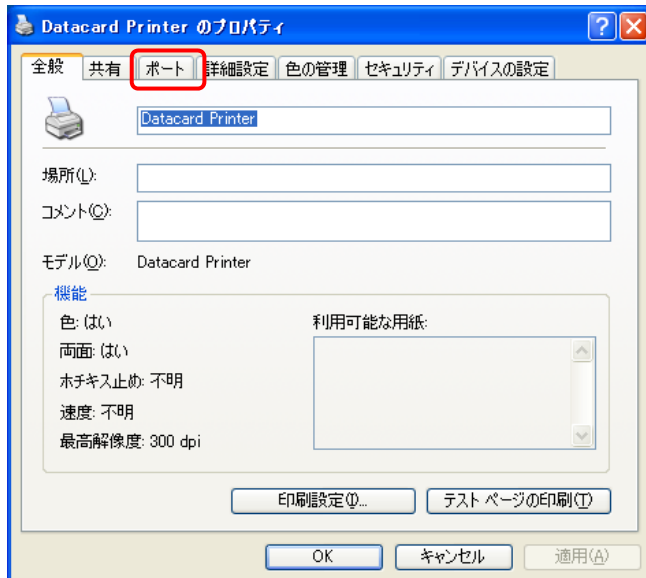 Datacard Printer のプロパティ
全般 共有 ポート 詳細設定 色の管理 セキュリティ デバイスの設定
Datacard Printer
場所(L):
コメント(C):
モデル(O): Datacard Printer
機能
色: はい 利用可能な用紙:
両面: はい
ホチキス止め: 不明
速度: 不明
最高解像度: 300 dpi
印刷設定(I)... テスト ページの印刷(T)
OK キャンセル 適用(A)